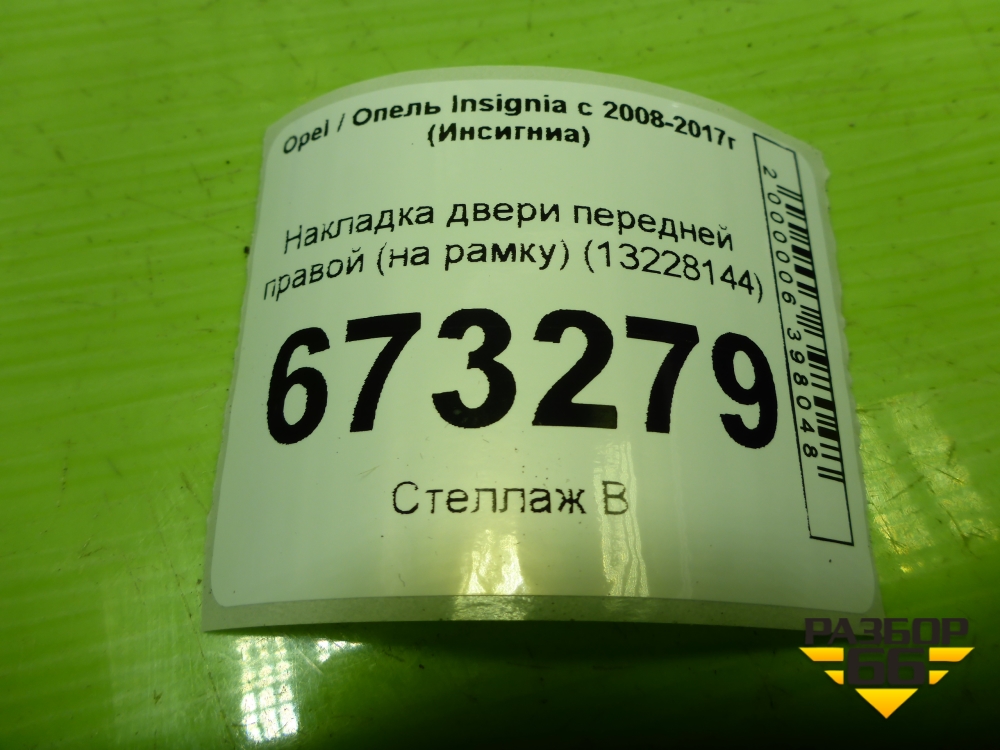 Opel / Опель Insignia с 2008-2017г
(Инсигниа)
Накладка двери передней
правой (на рамку) (13228144)
673279
Стеллаж В
2000006398048
РАЗБОР
66